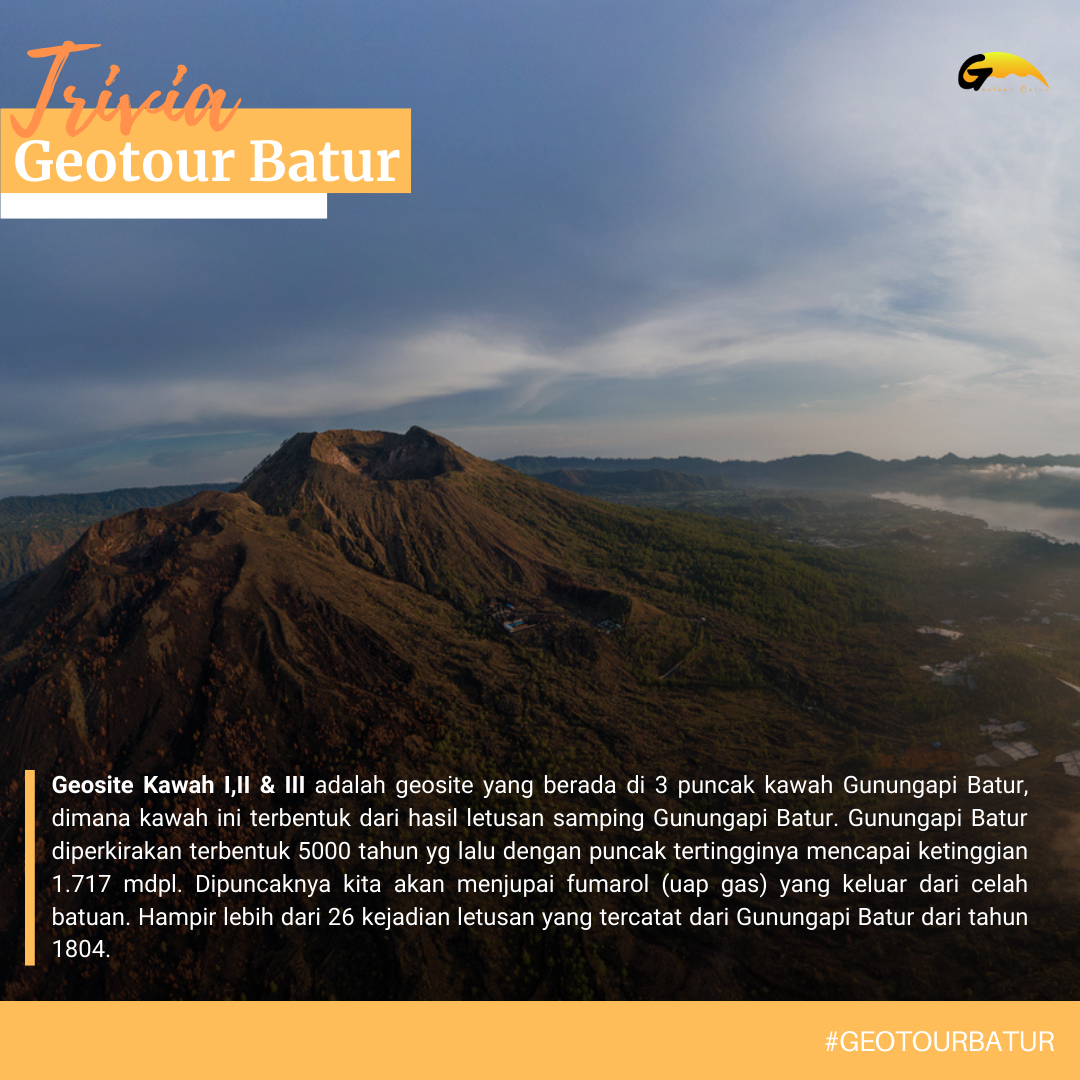 Trivia
Geotour Batur
Geosite Kawah I,II & III adalah geosite yang berada di 3 puncak kawah Gunungapi Batur,
dimana kawah ini terbentuk dari hasil letusan samping Gunungapi Batur. Gunungapi Batur
diperkirakan terbentuk 5000 tahun yg lalu dengan puncak tertingginya mencapai ketinggian
1.717 mdpl. Dipuncaknya kita akan menjupai fumarol (uap gas) yang keluar dari celah
batuan. Hampir lebih dari 26 kejadian letusan yang tercatat dari Gunungapi Batur dari tahun
1804.
#GEOTOURBATUR